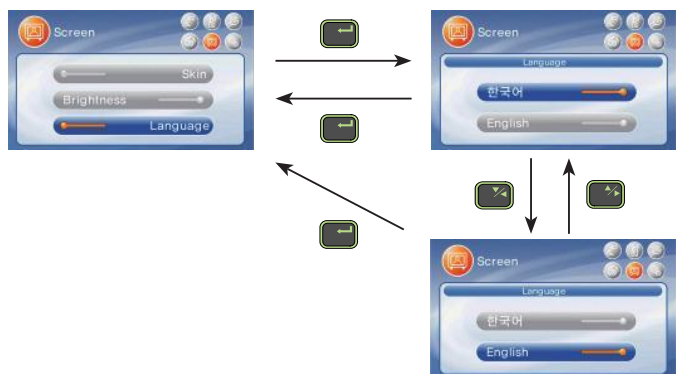 Screen
Skin
Brightness
Language
Screen
Language
한국어
English
Screen
Language
한국어
English